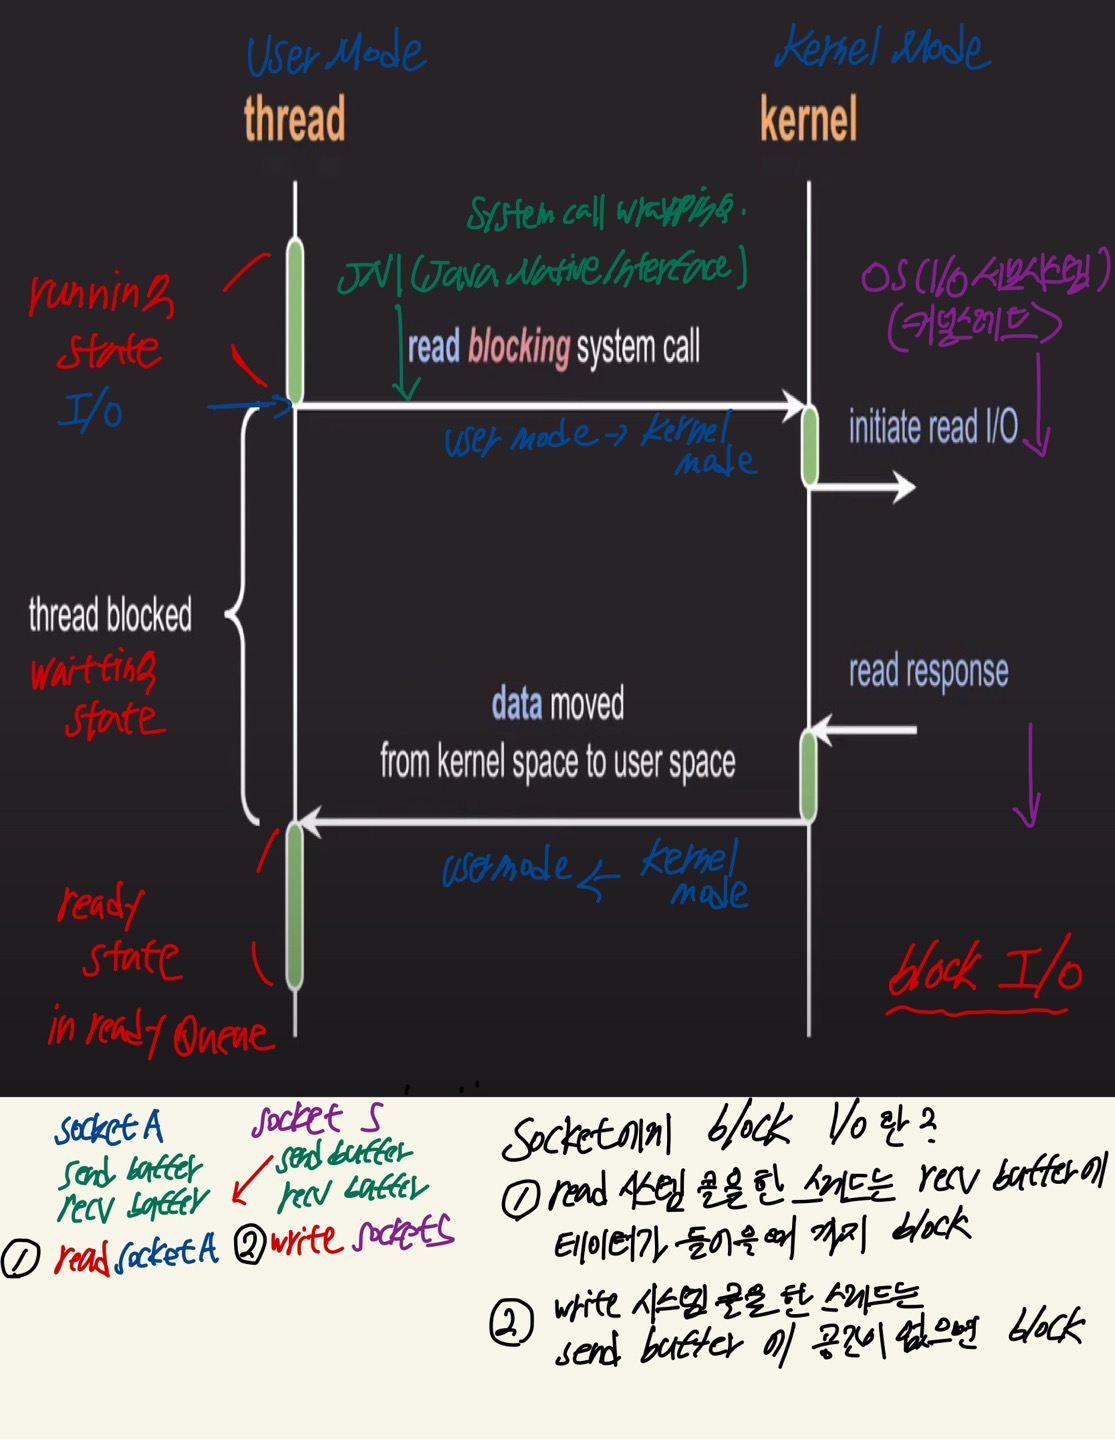 User Mode
Kernel Mode
thread
kernel
System call wrapping.
JNI (Java Native Interface)
running
state
I/O
OS (I/O 서브시스템)
(커널스레드)
read blocking system call
user mode → kernel
mode
initiate read I/O
thread blocked
waitting
state
read response
data moved
from kernel space to user space
usermode ← kernel
mode
ready
state
in ready Queue
block I/O
socket A
send buffer
recv buffer
① read socket A
socket S
send buffer
recv buffer
② write socket S
Socket에서 block I/O 란?
① read 시스템 콜을 한 스레드는 recv buffer에
데이터가 들어올때 까지 block
② write 시스템 콜을 한 스레드는
send buffer 에 공간이 없으면 block